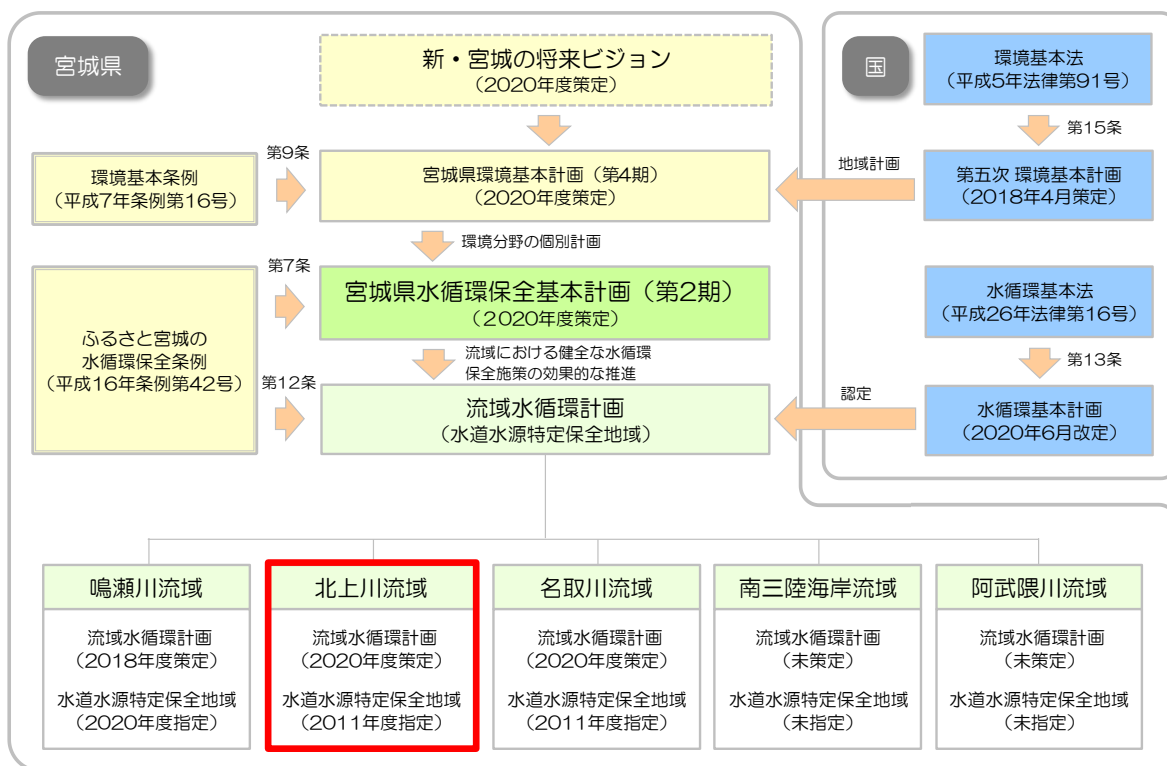 宮城県
新・宮城の将来ビジョン
(2020年度策定)
国
環境基本法
(平成5年法律第91号)
第15条
第9条
環境基本条例
(平成7年条例第16号)
宮城県環境基本計画(第4期)
(2020年度策定)
地域計画
第五次 環境基本計画
(2018年4月策定)
環境分野の個別計画
第7条
宮城県水循環保全基本計画(第2期)
(2020年度策定)
水循環基本法
(平成26年法律第16号)
ふるさと宮城の
水循環保全条例
(平成16年条例第42号)
流域における健全な水循環
保全施策の効果的な推進
第13条
第12条
流域水循環計画
(水道水源特定保全地域)
認定
水循環基本計画
(2020年6月改定)
鳴瀬川流域
流域水循環計画
(2018年度策定)
水道水源特定保全地域
(2020年度指定)
北上川流域
流域水循環計画
(2020年度策定)
水道水源特定保全地域
(2011年度指定)
名取川流域
流域水循環計画
(2020年度策定)
水道水源特定保全地域
(2011年度指定)
南三陸海岸流域
流域水循環計画
(未策定)
水道水源特定保全地域
(未指定)
阿武隈川流域
流域水循環計画
(未策定)
水道水源特定保全地域
(未指定)